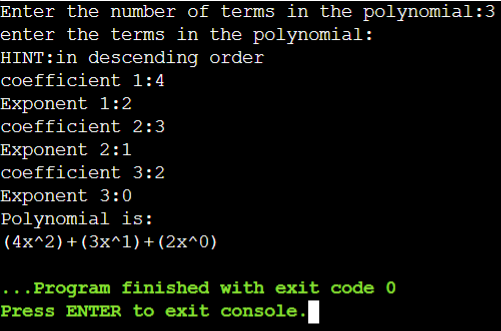 Enter the number of terms in the polynomial:3
enter the terms in the polynomial:
HINT:in descending order
coefficient 1:4
Exponent 1:2
coefficient 2:3
Exponent 2:1
coefficient 3:2
Exponent 3:0
Polynomial is:
(4x^2)+(3x^1)+(2x^0)
...Program finished with exit code 0
Press ENTER to exit console.